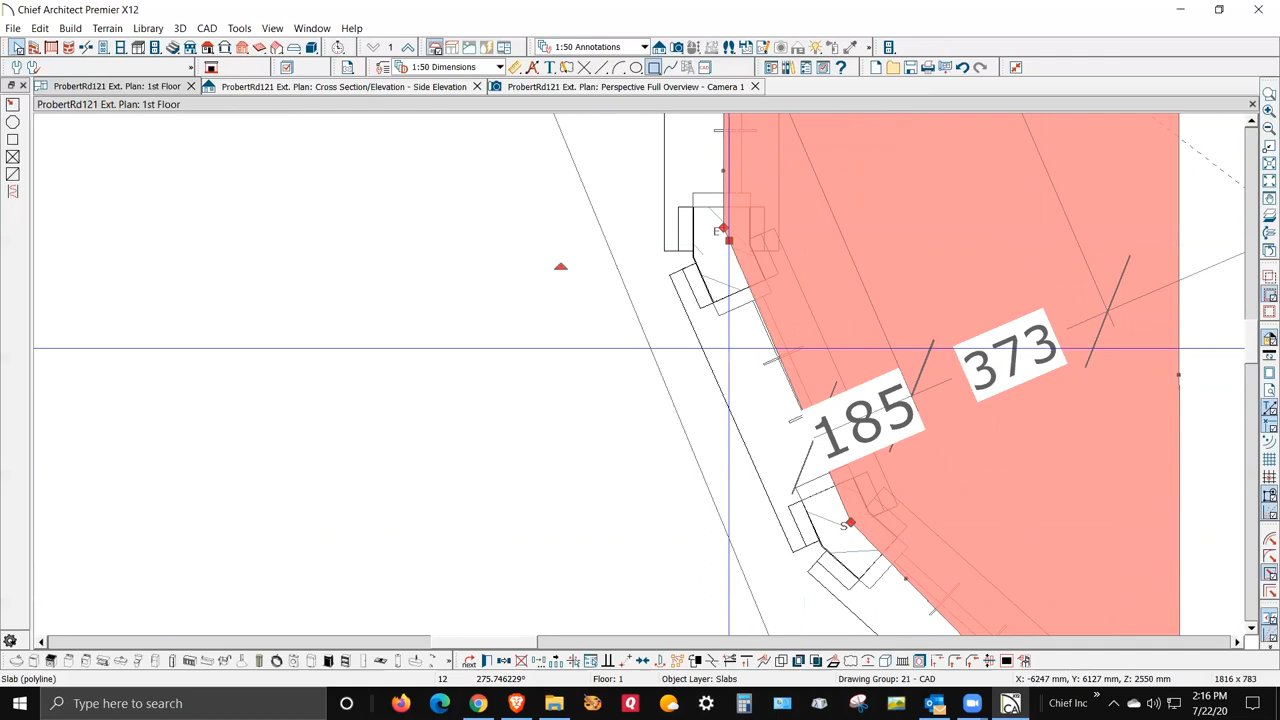 Chief Architect Premier X12
File Edit Build Terrain Library 3D CAD Tools View Window Help
1
1:50 Annotations
1:50 Dimensions
ProbertRd121 Ext. Plan: 1st Floor
ProbertRd121 Ext. Plan: Cross Section/Elevation - Side Elevation
ProbertRd121 Ext. Plan: Perspective Full Overview - Camera 1
ProbertRd121 Ext. Plan: 1st Floor
E
373
185
S
next
Slab (polyline)
12
275.746229°
Floor: 1
Object Layer: Slabs
Drawing Group: 21 - CAD
X: -6247 mm, Y: 6127 mm, Z: 2550 mm
1816 x 783
Type here to search
Chief Inc
2:16 PM
7/22/20